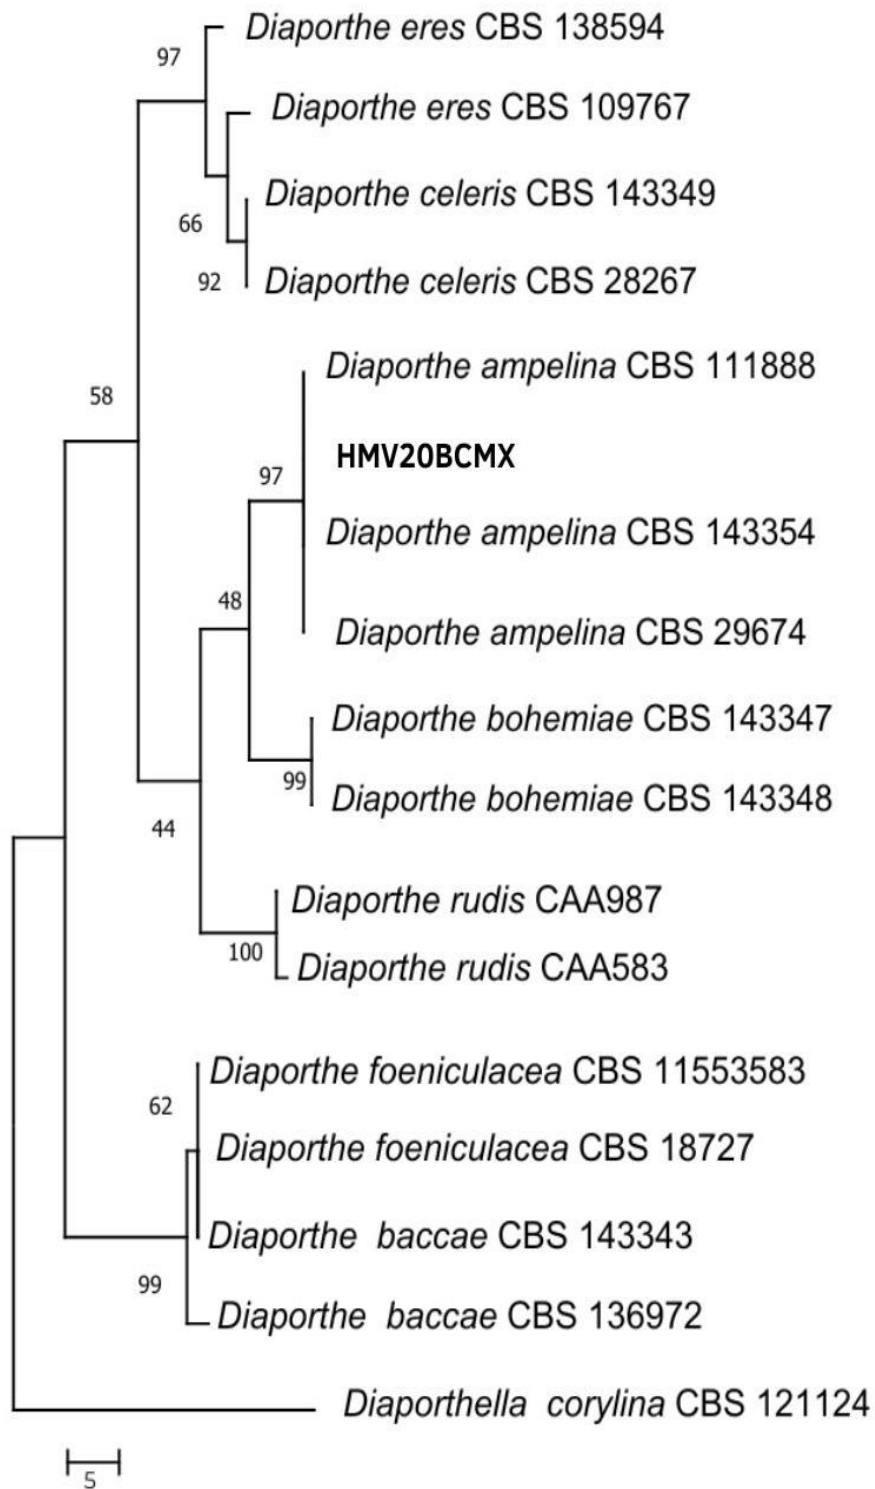 Diaporthe eres CBS 138594
97
Diaporthe eres CBS 109767
Diaporthe celeris CBS 143349
66
Diaporthe celeris CBS 28267
92
Diaporthe ampelina CBS 111888
58
HMV20BCMX
97
Diaporthe ampelina CBS 143354
48
Diaporthe ampelina CBS 29674
Diaporthe bohemiae CBS 143347
99
Diaporthe bohemiae CBS 143348
44
Diaporthe rudis CAA987
100
Diaporthe rudis CAA583
Diaporthe foeniculacea CBS 11553583
62
Diaporthe foeniculacea CBS 18727
Diaporthe baccae CBS 143343
99
Diaporthe baccae CBS 136972
Diaporthella corylina CBS 121124
5